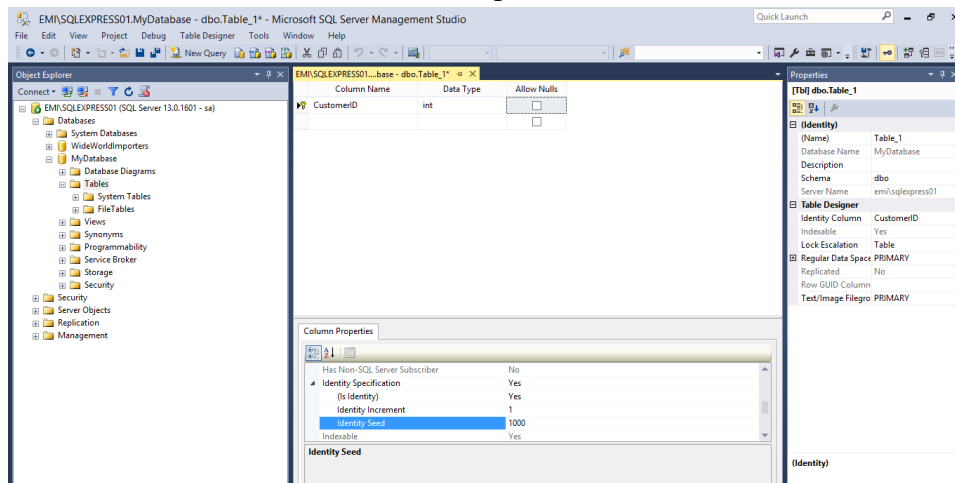 EMI\SQLEXPRESS01.MyDatabase - dbo.Table_1* - Microsoft SQL Server Management Studio
Quick Launch
File Edit View Project Debug Table Designer Tools Window Help
New Query
Object Explorer
Connect
EMI\SQLEXPRESS01 (SQL Server 13.0.1601 - sa)
Databases
System Databases
WideWorldImporters
MyDatabase
Database Diagrams
Tables
System Tables
FileTables
Views
Synonyms
Programmability
Service Broker
Storage
Security
Security
Server Objects
Replication
Management
EMI\SQLEXPRESS01....base - dbo.Table_1*
Column Name Data Type Allow Nulls
CustomerID int
Column Properties
Has Non-SQL Server Subscriber No
Identity Specification Yes
(Is Identity) Yes
Identity Increment 1
Identity Seed 1000
Indexable Yes
Identity Seed
Properties
[Tbl] dbo.Table_1
(Identity)
(Name) Table_1
Database Name MyDatabase
Description
Schema dbo
Server Name emi\sqlexpress01
Table Designer
Identity Column CustomerID
Indexable Yes
Lock Escalation Table
Regular Data Space PRIMARY
Replicated No
Row GUID Column
Text/Image Filegro PRIMARY
(Identity)